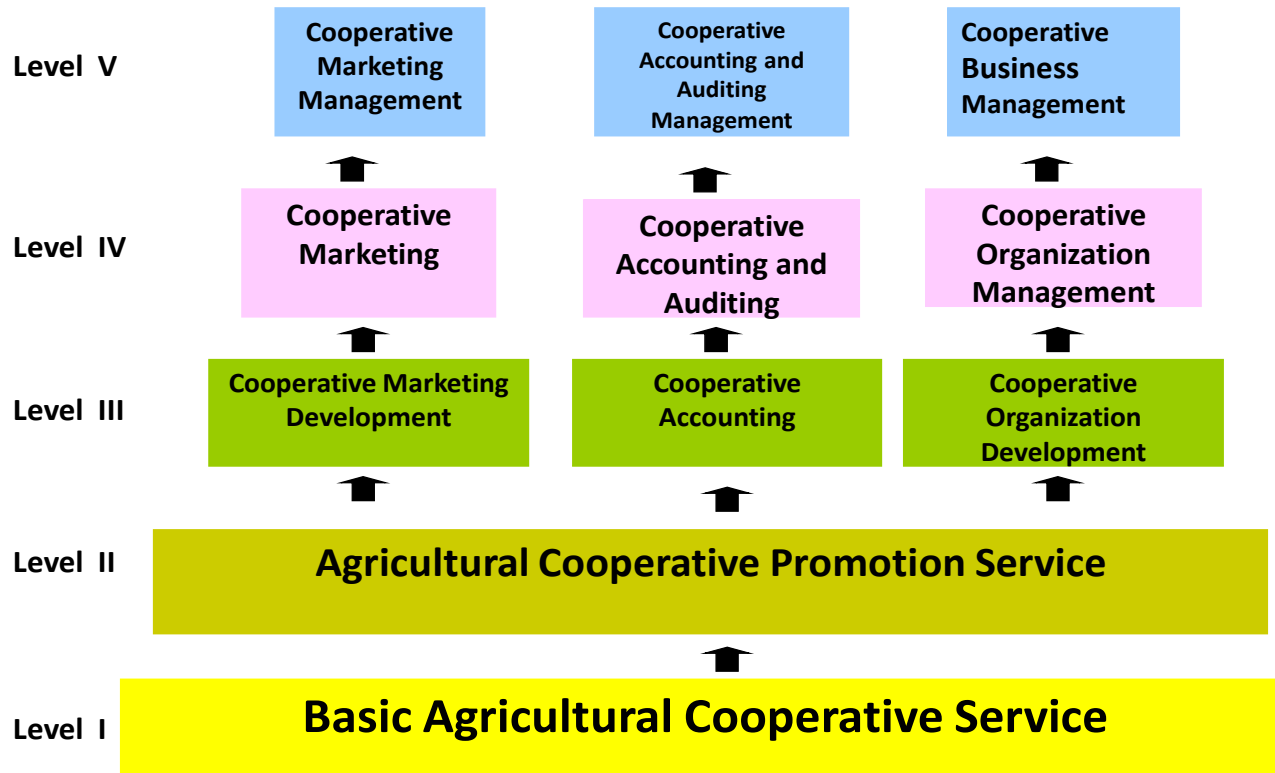 Level V
Cooperative
Marketing
Management
Cooperative
Accounting and
Auditing
Management
Cooperative
Business
Management
Level IV
Cooperative
Marketing
Cooperative
Accounting and
Auditing
Cooperative
Organization
Management
Level III
Cooperative Marketing
Development
Cooperative
Accounting
Cooperative
Organization
Development
Level II
Agricultural Cooperative Promotion Service
Level I
Basic Agricultural Cooperative Service